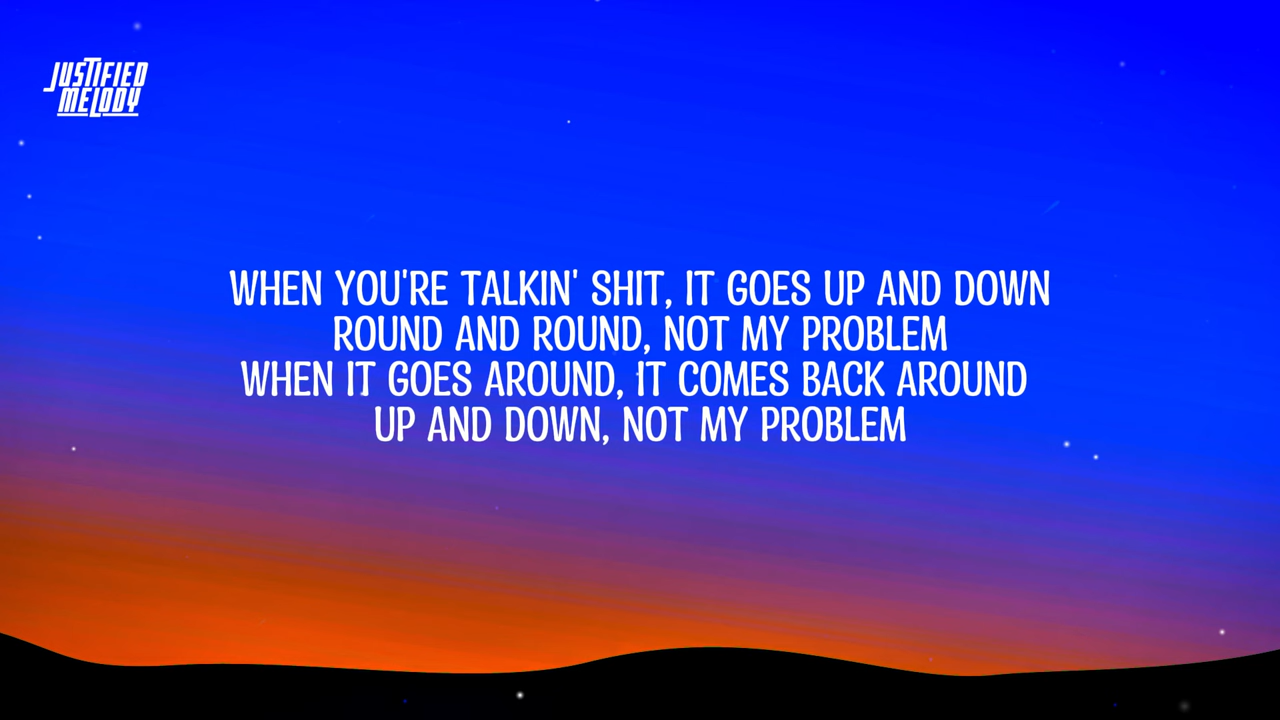 JUSTIFIED
MELODY
WHEN YOU'RE TALKIN' SHIT, IT GOES UP AND DOWN
ROUND AND ROUND, NOT MY PROBLEM
WHEN IT GOES AROUND, IT COMES BACK AROUND
UP AND DOWN, NOT MY PROBLEM